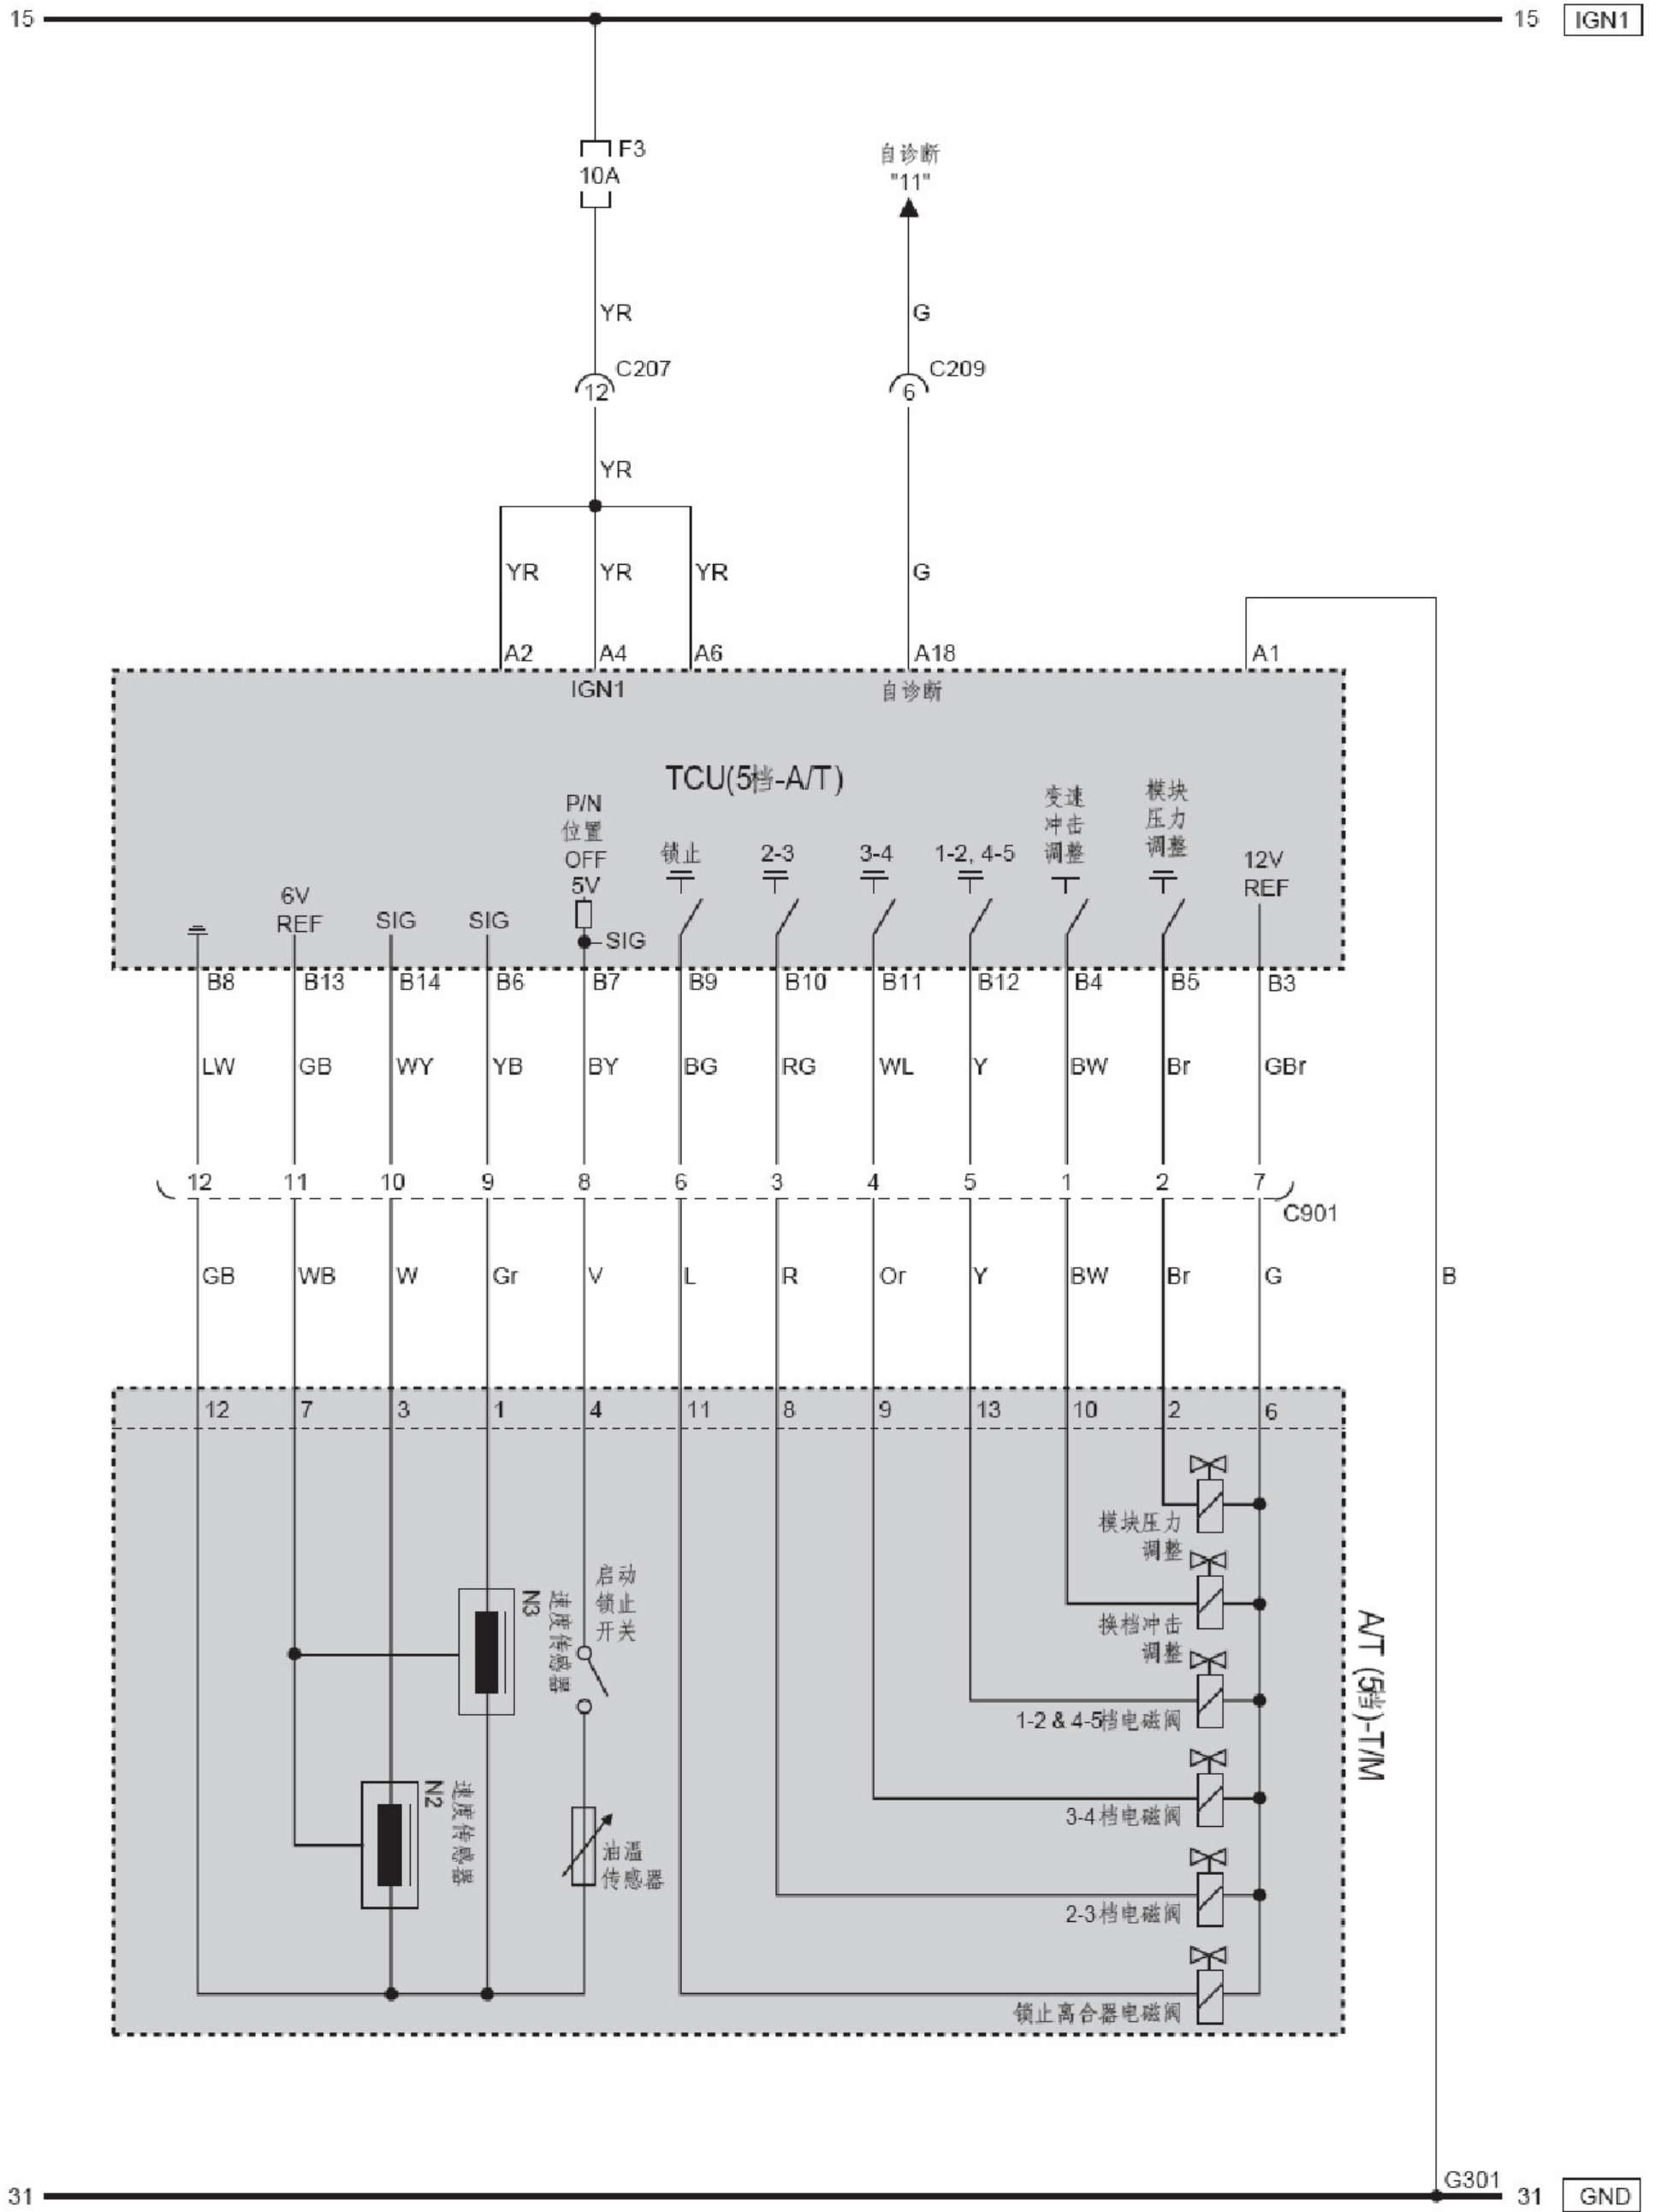 15
15 IGN1
F3
10A
自诊断
"11"
YR
G
C207
12
C209
6
YR
YR YR YR
G
A2 A4 A6 A18 A1
IGN1
自诊断
TCU(5档-A/T)
P/N
位置
OFF
5V
锁止
2-3
3-4
1-2, 4-5
变速
冲击
调整
模块
压力
调整
12V
REF
6V
REF
SIG
SIG
SIG
B8 B13 B14 B6 B7 B9 B10 B11 B12 B4 B5 B3
LW GB WY YB BY BG RG WL Y BW Br GBr
12 11 10 9 8 6 3 4 5 1 2 7
C901
GB WB W Gr V L R Or Y BW Br G B
12 7 3 1 4 11 8 9 13 10 2 6
模块压力
调整
启动
锁止
开关
N3
速度传感器
换档冲击
调整
A/T (5档)-T/M
1-2 & 4-5档电磁阀
N2
速度传感器
3-4档电磁阀
油温
传感器
2-3档电磁阀
锁止离合器电磁阀
G301
31
31 GND